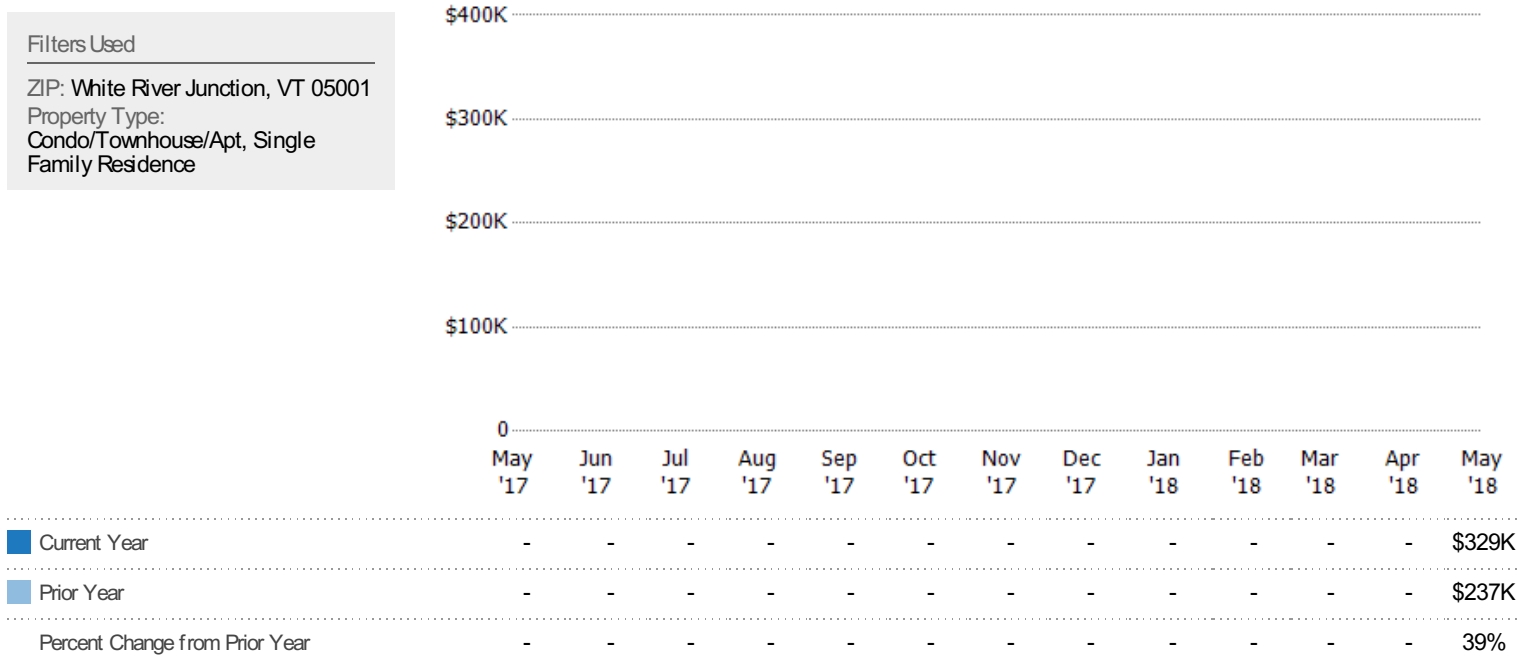 Filters Used
ZIP: White River Junction, VT 05001
Property Type:
Condo/Townhouse/Apt, Single
Family Residence
$400K
$300K
$200K
$100K
0
May Jun Jul Aug Sep Oct Nov Dec Jan Feb Mar Apr May
'17 '17 '17 '17 '17 '17 '17 '17 '18 '18 '18 '18 '18
Current Year - - - - - - - - - - - - $329K
Prior Year - - - - - - - - - - - - $237K
Percent Change from Prior Year - - - - - - - - - - - - 39%